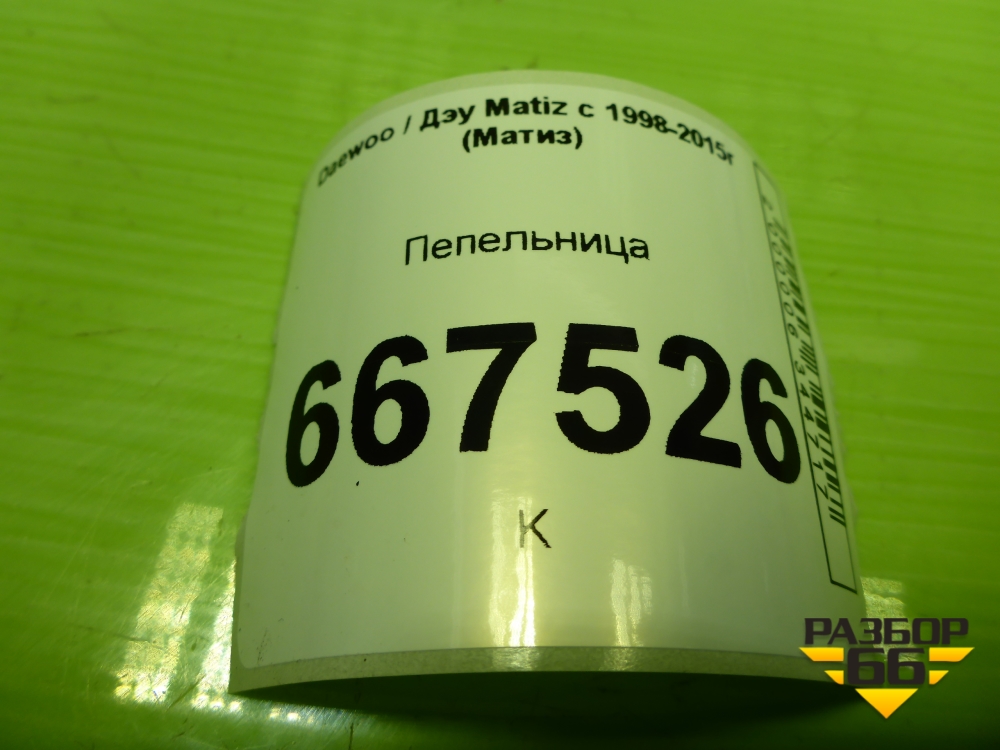 Daewoo / Дэу Matiz с 1998-2015г
(Матиз)
Пепельница
667526
К
РАЗБОР
66